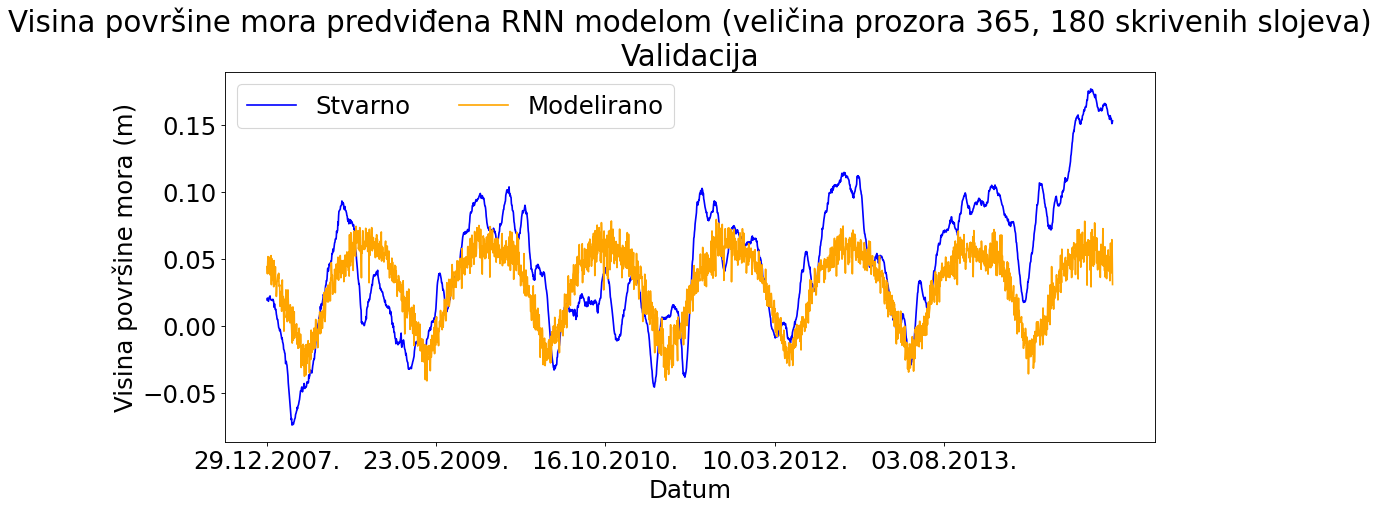 Visina površine mora predviđena RNN modelom (veličina prozora 365, 180 skrivenih slojeva)
Validacija
Stvarno
Modelirano
Visina površine mora (m)
0.15
0.10
0.05
0.00
−0.05
29.12.2007.
23.05.2009.
16.10.2010.
10.03.2012.
03.08.2013.
Datum